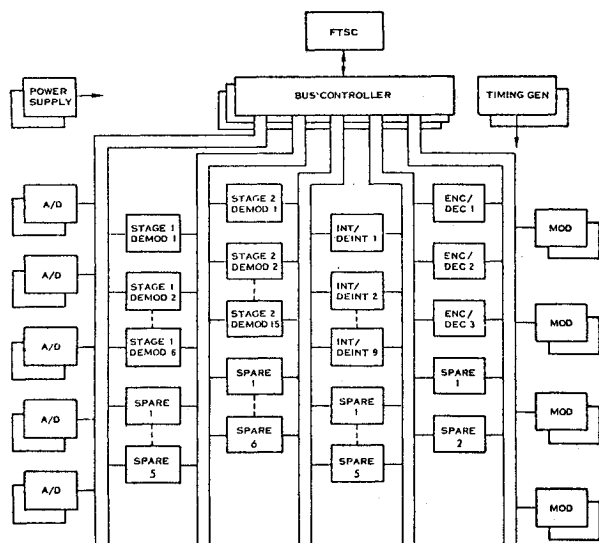 FTSC
POWER
SUPPLY
BUS CONTROLLER
TIMING GEN
A/D
A/D
A/D
A/D
A/D
STAGE 1
DEMOD 1
STAGE 1
DEMOD 2
STAGE 1
DEMOD 6
SPARE
1
SPARE
5
STAGE 2
DEMOD 1
STAGE 2
DEMOD 2
STAGE 2
DEMOD 15
SPARE
1
SPARE
6
INT/
DEINT 1
INT/
DEINT 2
INT/
DEINT 9
SPARE
1
SPARE
5
ENC/
DEC 1
ENC/
DEC 2
ENC/
DEC 3
SPARE
1
SPARE
2
MOD
MOD
MOD
MOD